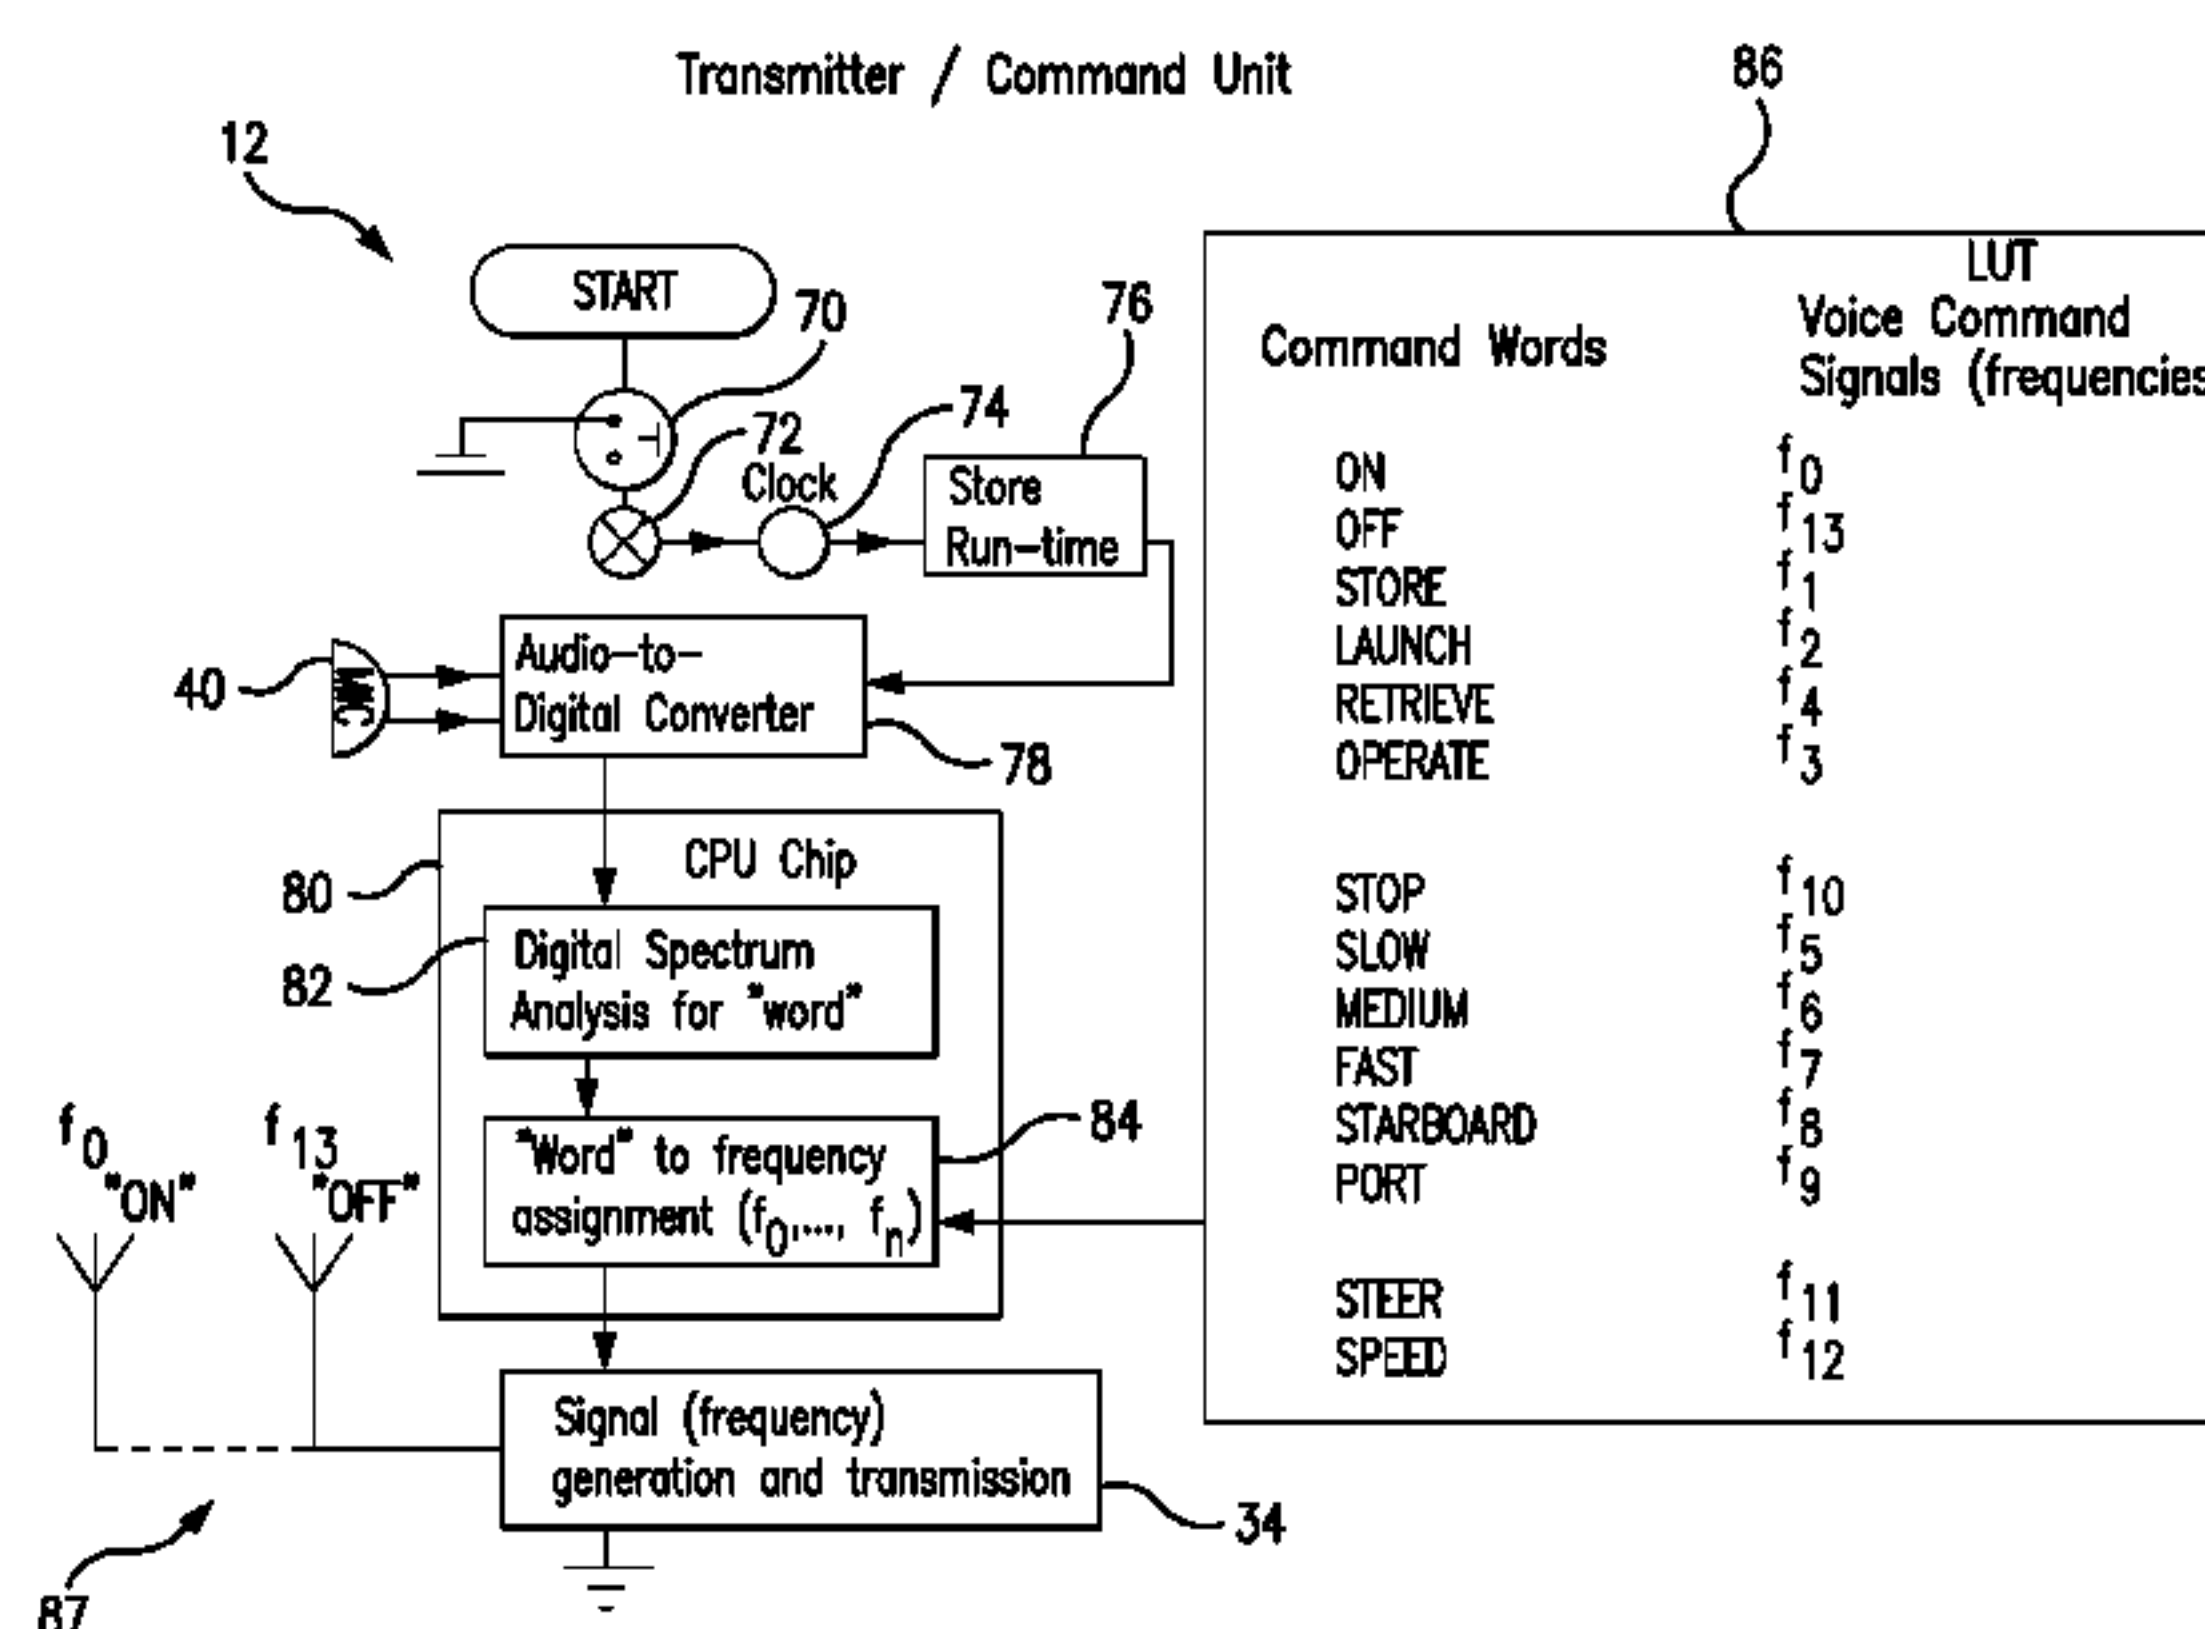 Transmitter / Command Unit
86
12
START
70
76
LUT
Voice Command
Signals (frequencies
Command Words
72
74
Clock
Store
Run-time
ON f0
OFF f13
STORE f1
LAUNCH f2
RETRIEVE f4
OPERATE f3
40
MIC
Audio-to-
Digital Converter
78
80
CPU Chip
STOP f10
SLOW f5
MEDIUM f6
FAST f7
STARBOARD f8
PORT f9
82
Digital Spectrum
Analysis for "word"
f0 "ON"
f13 "OFF"
84
"Word" to frequency
assignment (f0,..., fn)
STEER f11
SPEED f12
Signal (frequency)
generation and transmission
34
87